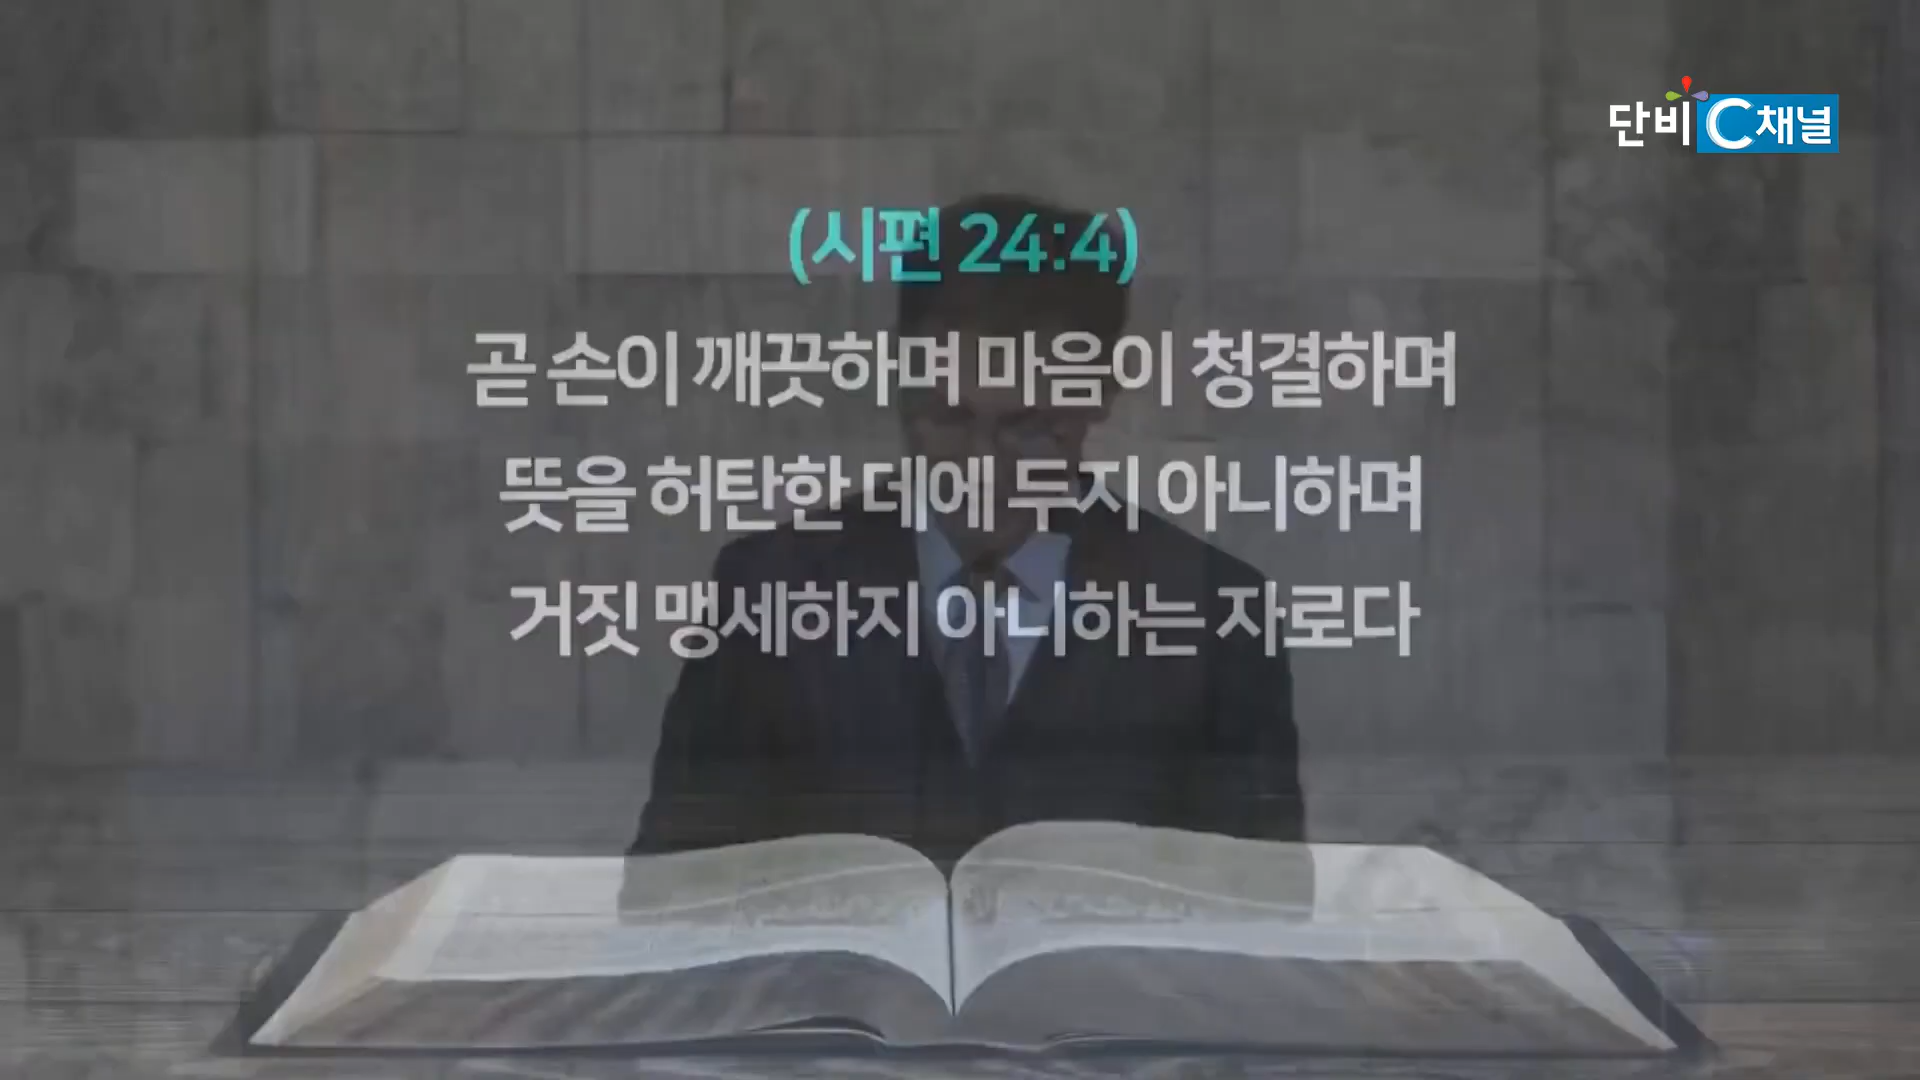 단비 C채널
(시편 24:4)
곧 손이 깨끗하며 마음이 청결하며
뜻을 허탄한 데에 두지 아니하며
거짓 맹세하지 아니하는 자로다